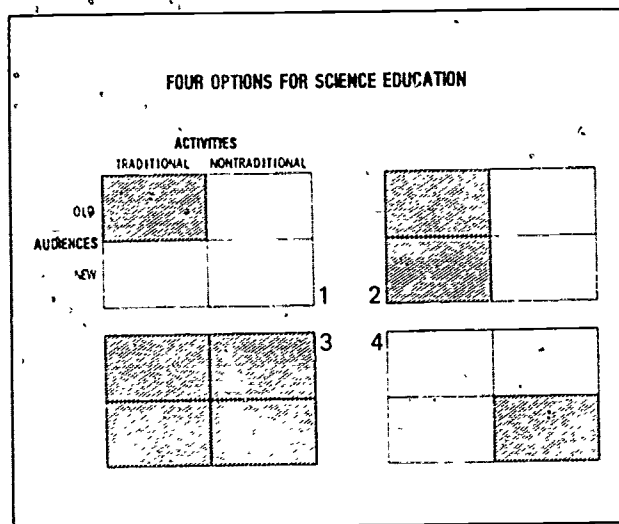 FOUR OPTIONS FOR SCIENCE EDUCATION
ACTIVITIES
TRADITIONAL NONTRADITIONAL
OLD
AUDIENCES
NEW
1 2
3 4